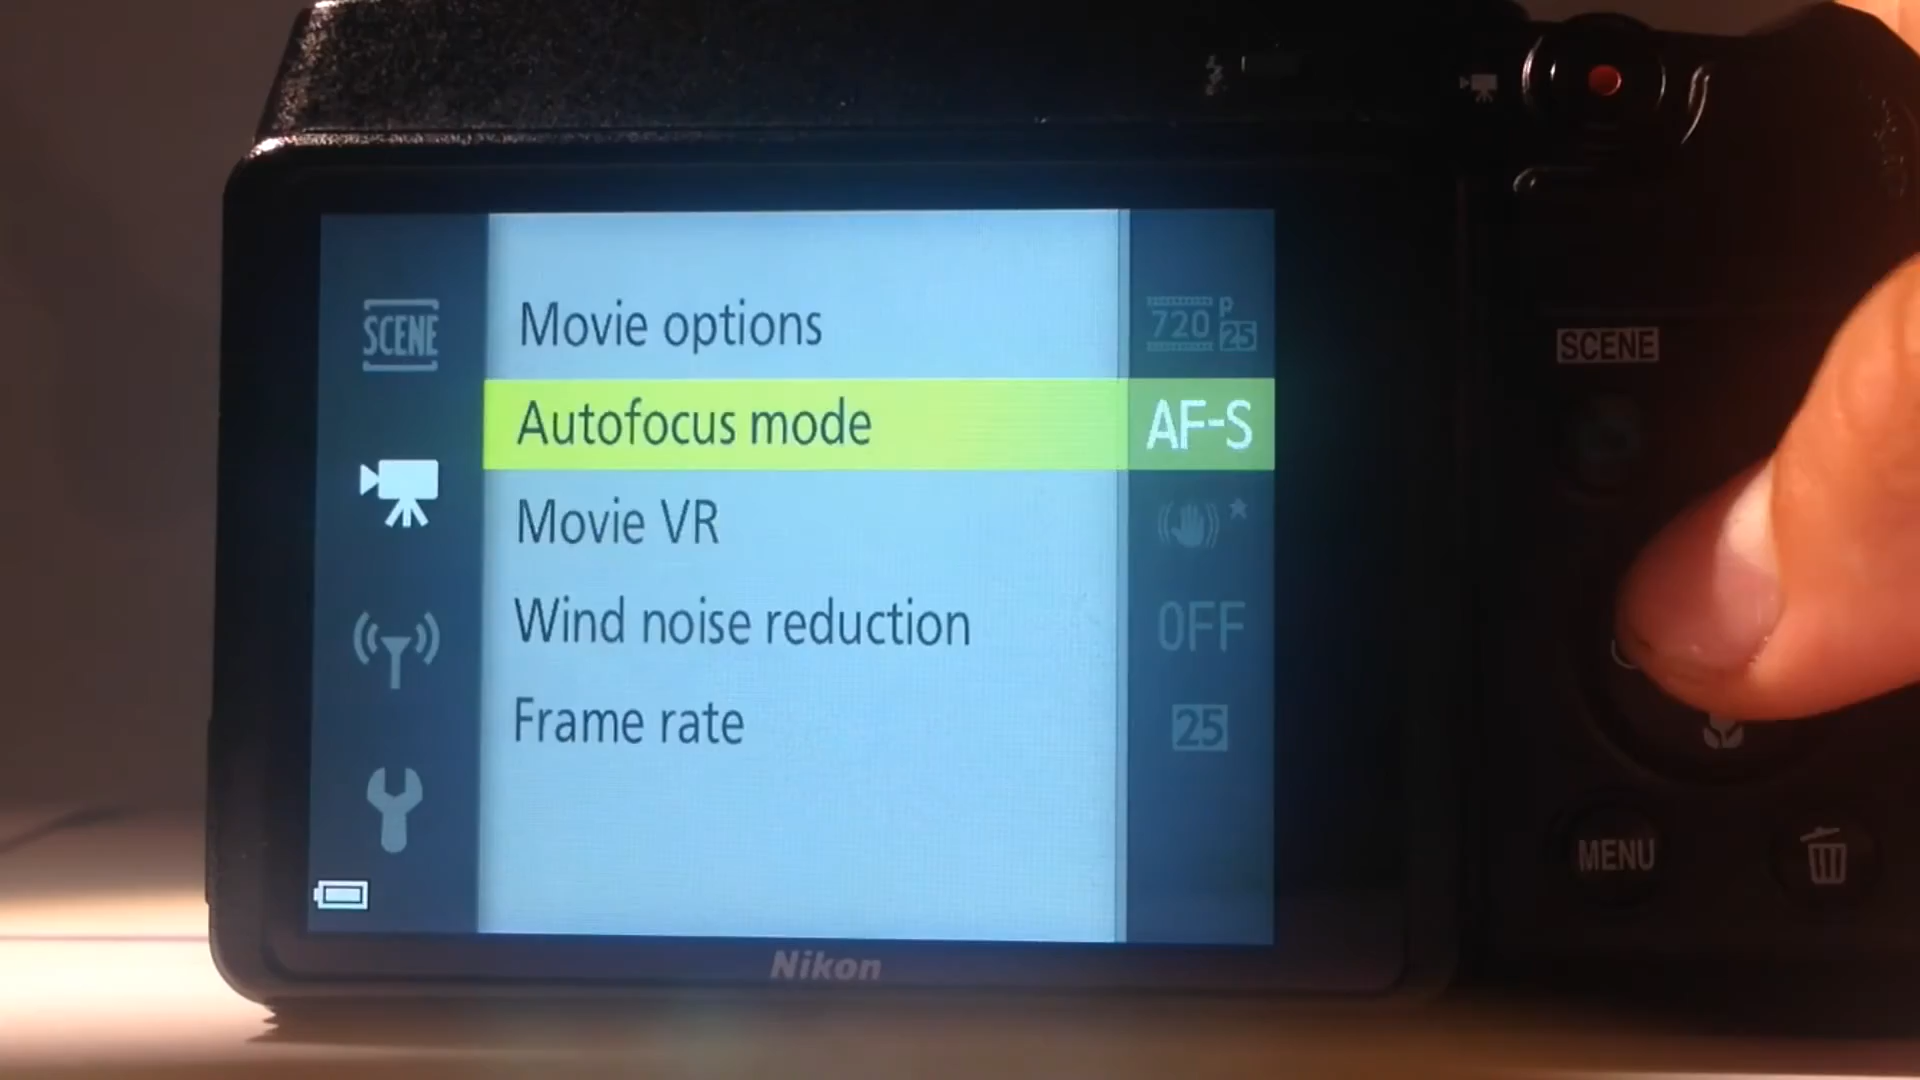 SCENE
Movie options 720 p 25
Autofocus mode AF-S
Movie VR
Wind noise reduction OFF
Frame rate 25
Nikon
SCENE
MENU